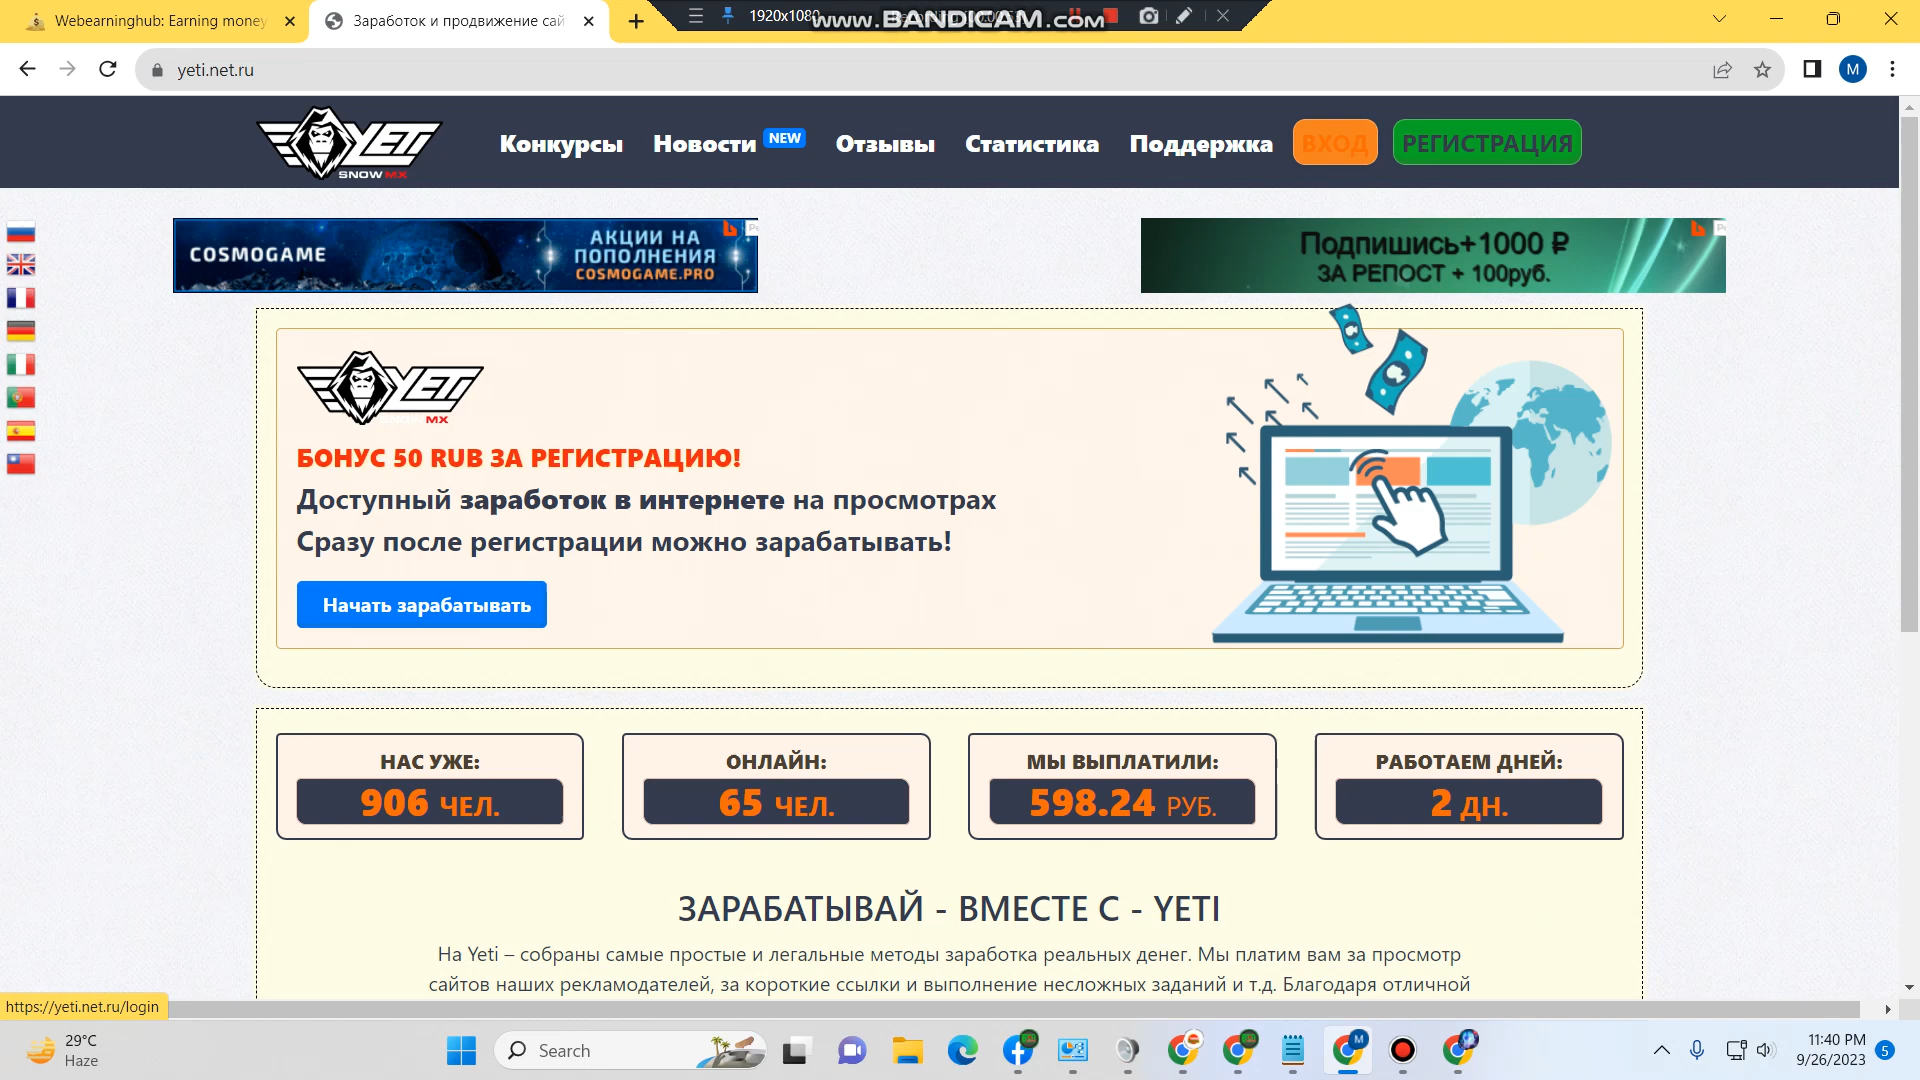 Webearninghub: Earning money
Заработок и продвижение сай
1920x1080
www.BANDICAM.com
yeti.net.ru
YETI
SNOW MX
Конкурсы
Новости NEW
Отзывы
Статистика
Поддержка
ВХОД
РЕГИСТРАЦИЯ
COSMOGAME
АКЦИИ НА
ПОПОЛНЕНИЯ
COSMOGAME.PRO
Подпишись+1000 ₽
ЗА РЕПОСТ + 100руб.
YETI
MX
БОНУС 50 RUB ЗА РЕГИСТРАЦИЮ!
Доступный заработок в интернете на просмотрах
Сразу после регистрации можно зарабатывать!
Начать зарабатывать
НАС УЖЕ:
906 ЧЕЛ.
ОНЛАЙН:
65 ЧЕЛ.
МЫ ВЫПЛАТИЛИ:
598.24 РУБ.
РАБОТАЕМ ДНЕЙ:
2 ДН.
ЗАРАБАТЫВАЙ - ВМЕСТЕ С - YETI
На Yeti – собраны самые простые и легальные методы заработка реальных денег. Мы платим вам за просмотр
сайтов наших рекламодателей, за короткие ссылки и выполнение несложных заданий и т.д. Благодаря отличной
https://yeti.net.ru/login
29°C
Haze
Search
11:40 PM
9/26/2023
5
M